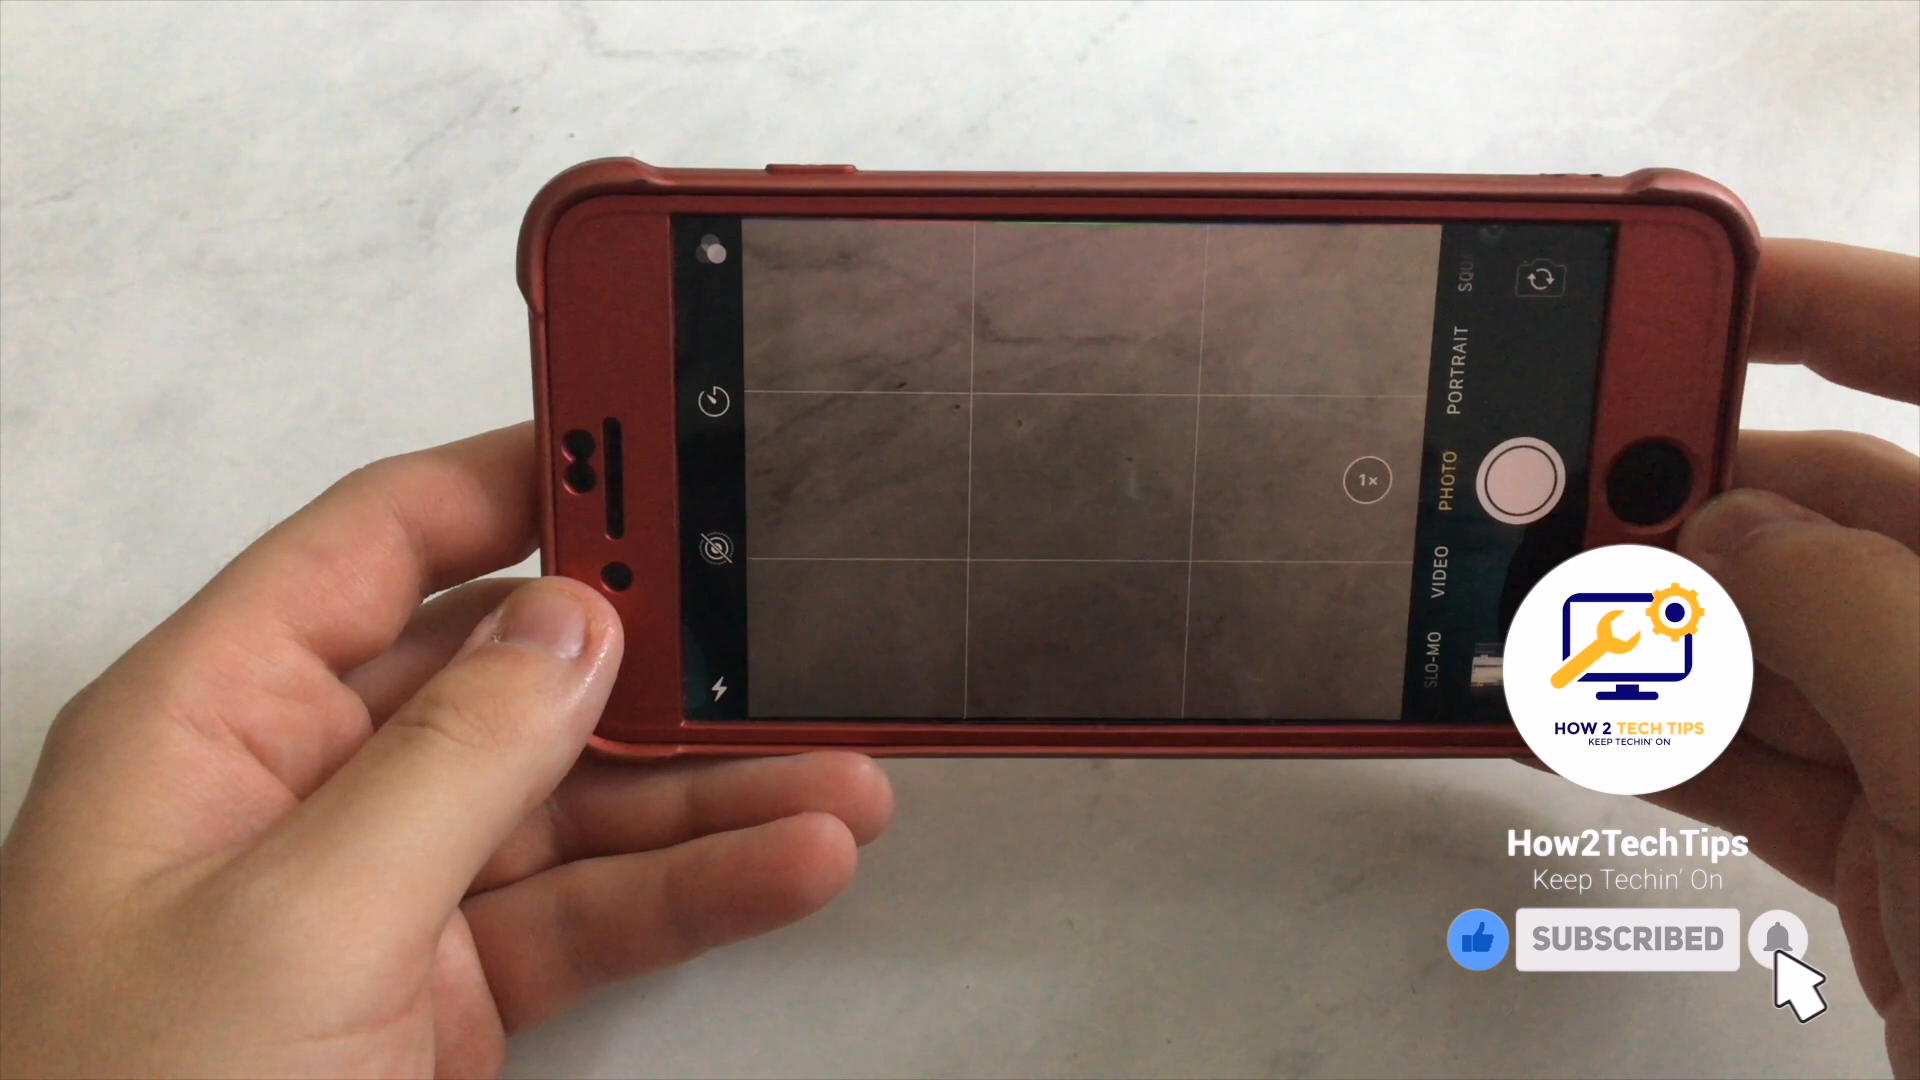 SQU
PORTRAIT
PHOTO
VIDEO
SLO-MO
1×
HOW 2 TECH TIPS
KEEP TECHIN' ON
How2TechTips
Keep Techin' On
SUBSCRIBED